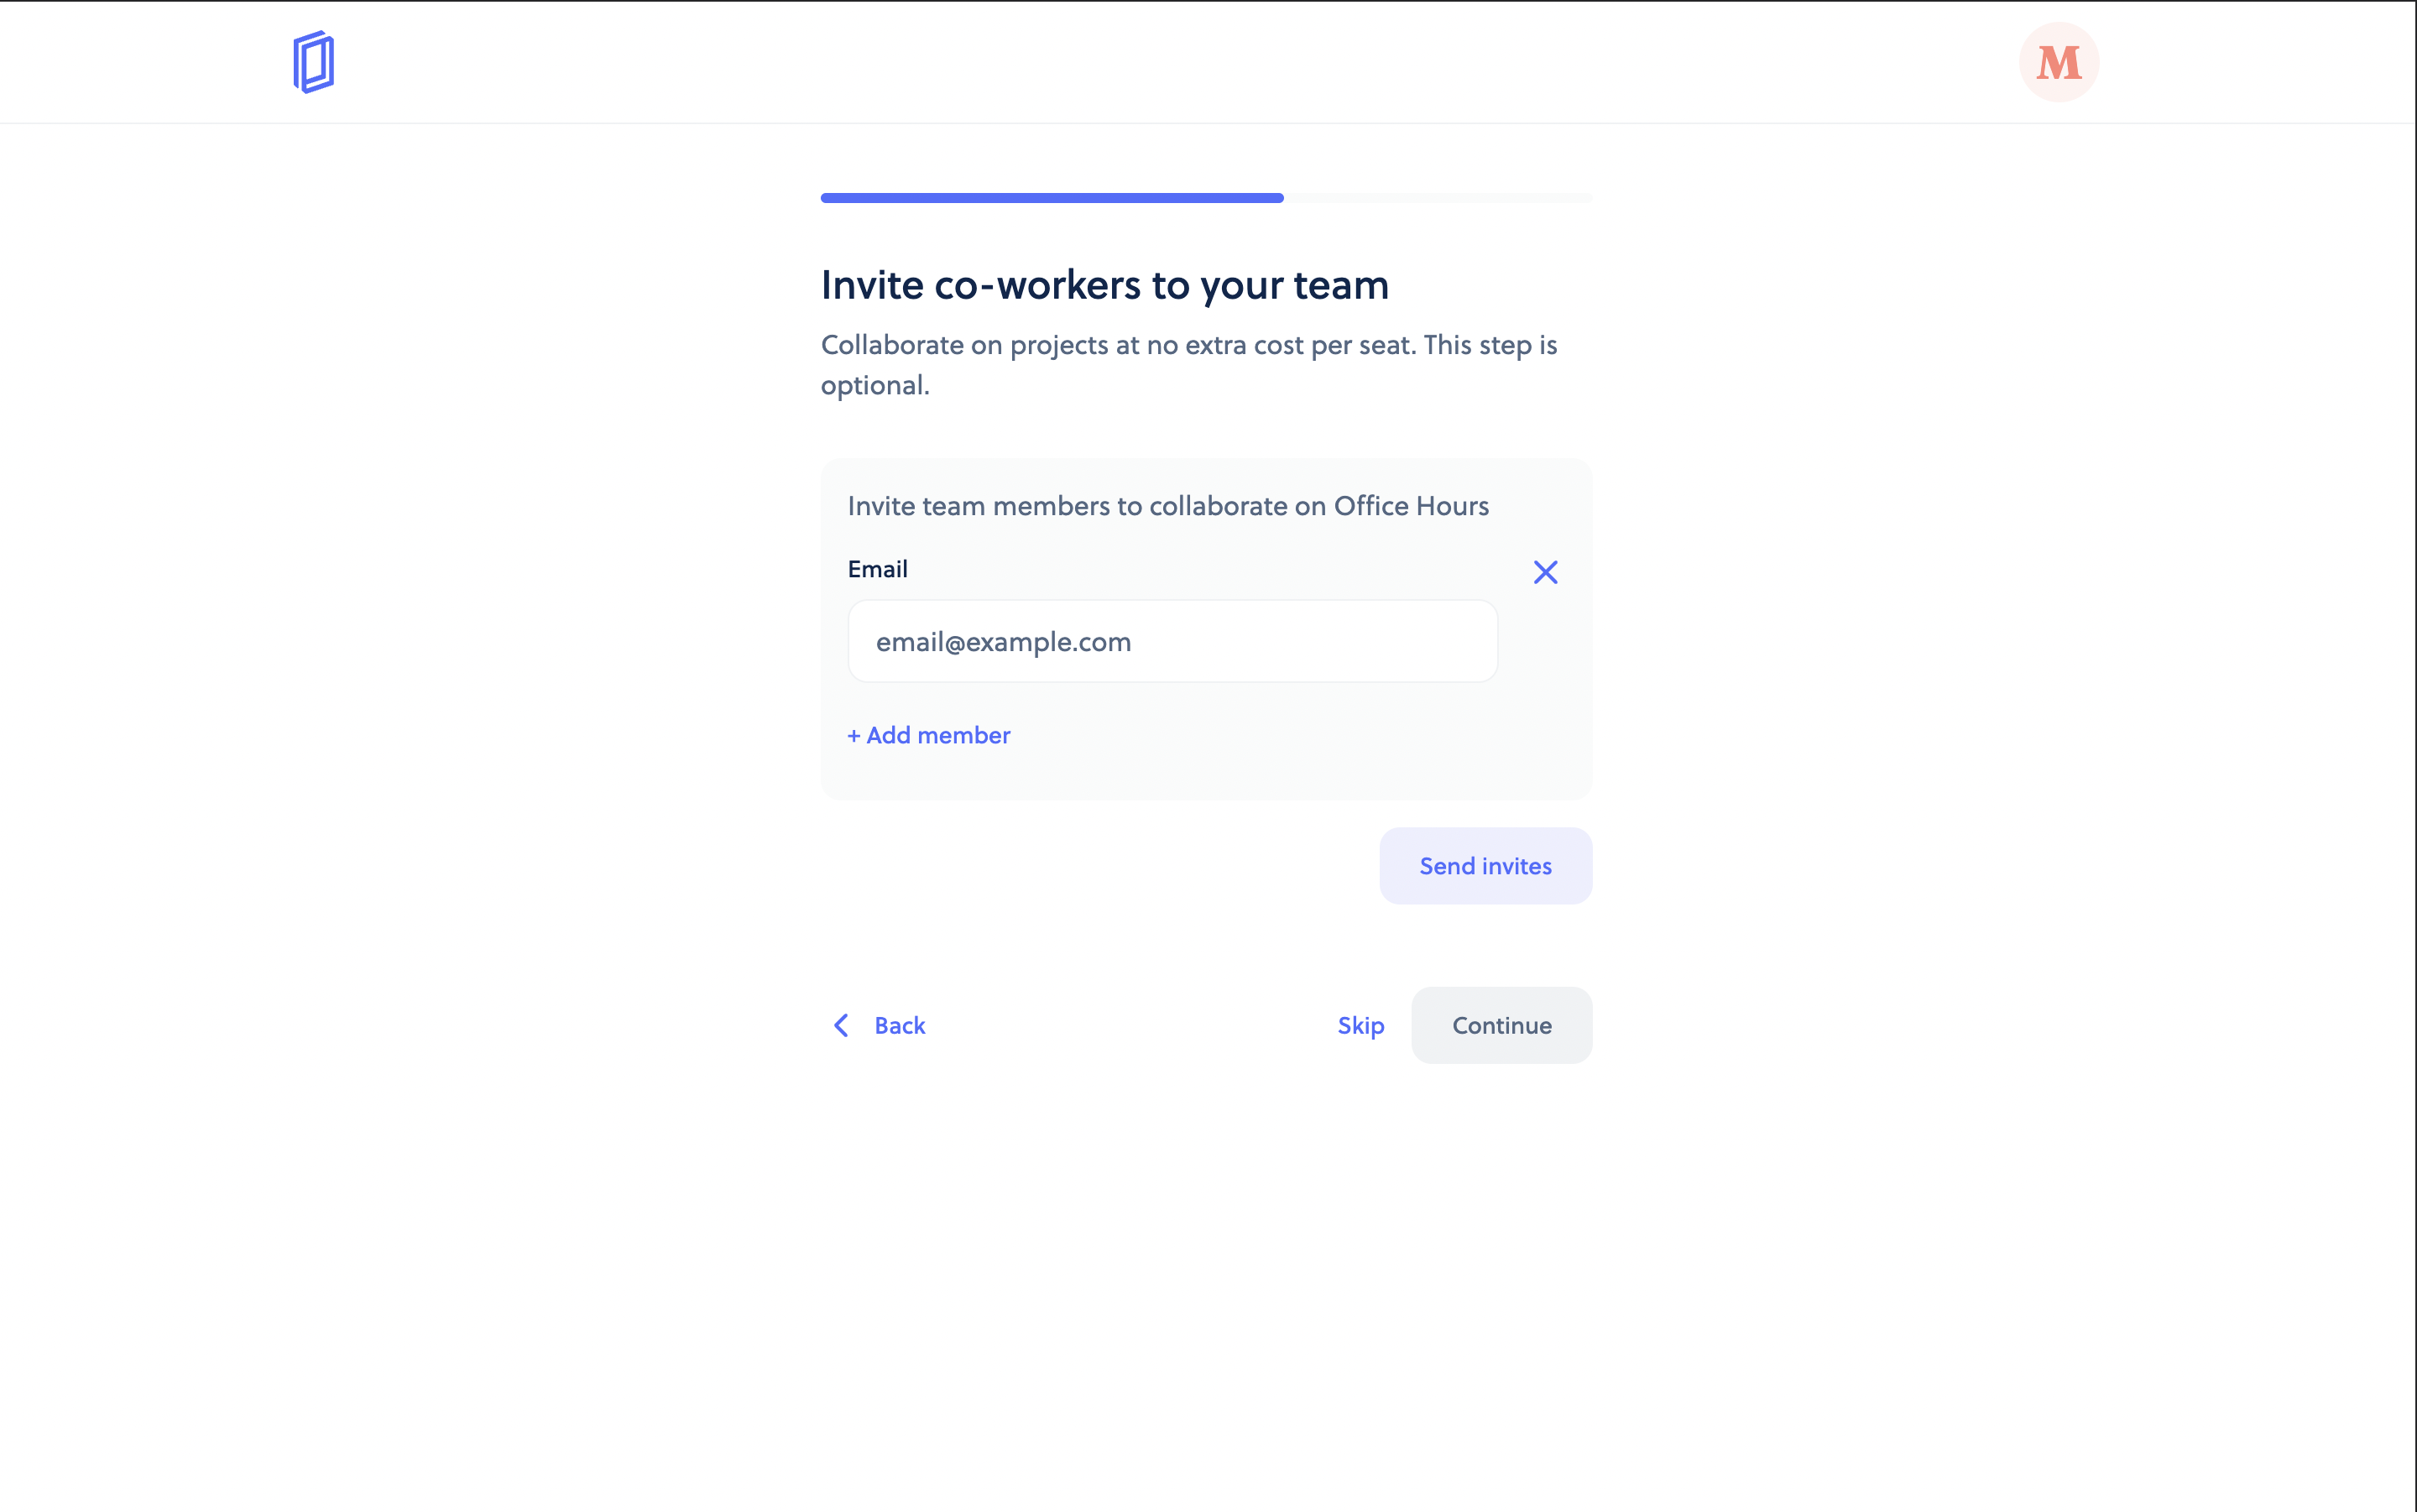 M
Invite co-workers to your team
Collaborate on projects at no extra cost per seat. This step is
optional.
Invite team members to collaborate on Office Hours
Email
email@example.com
+ Add member
Send invites
Back
Skip
Continue